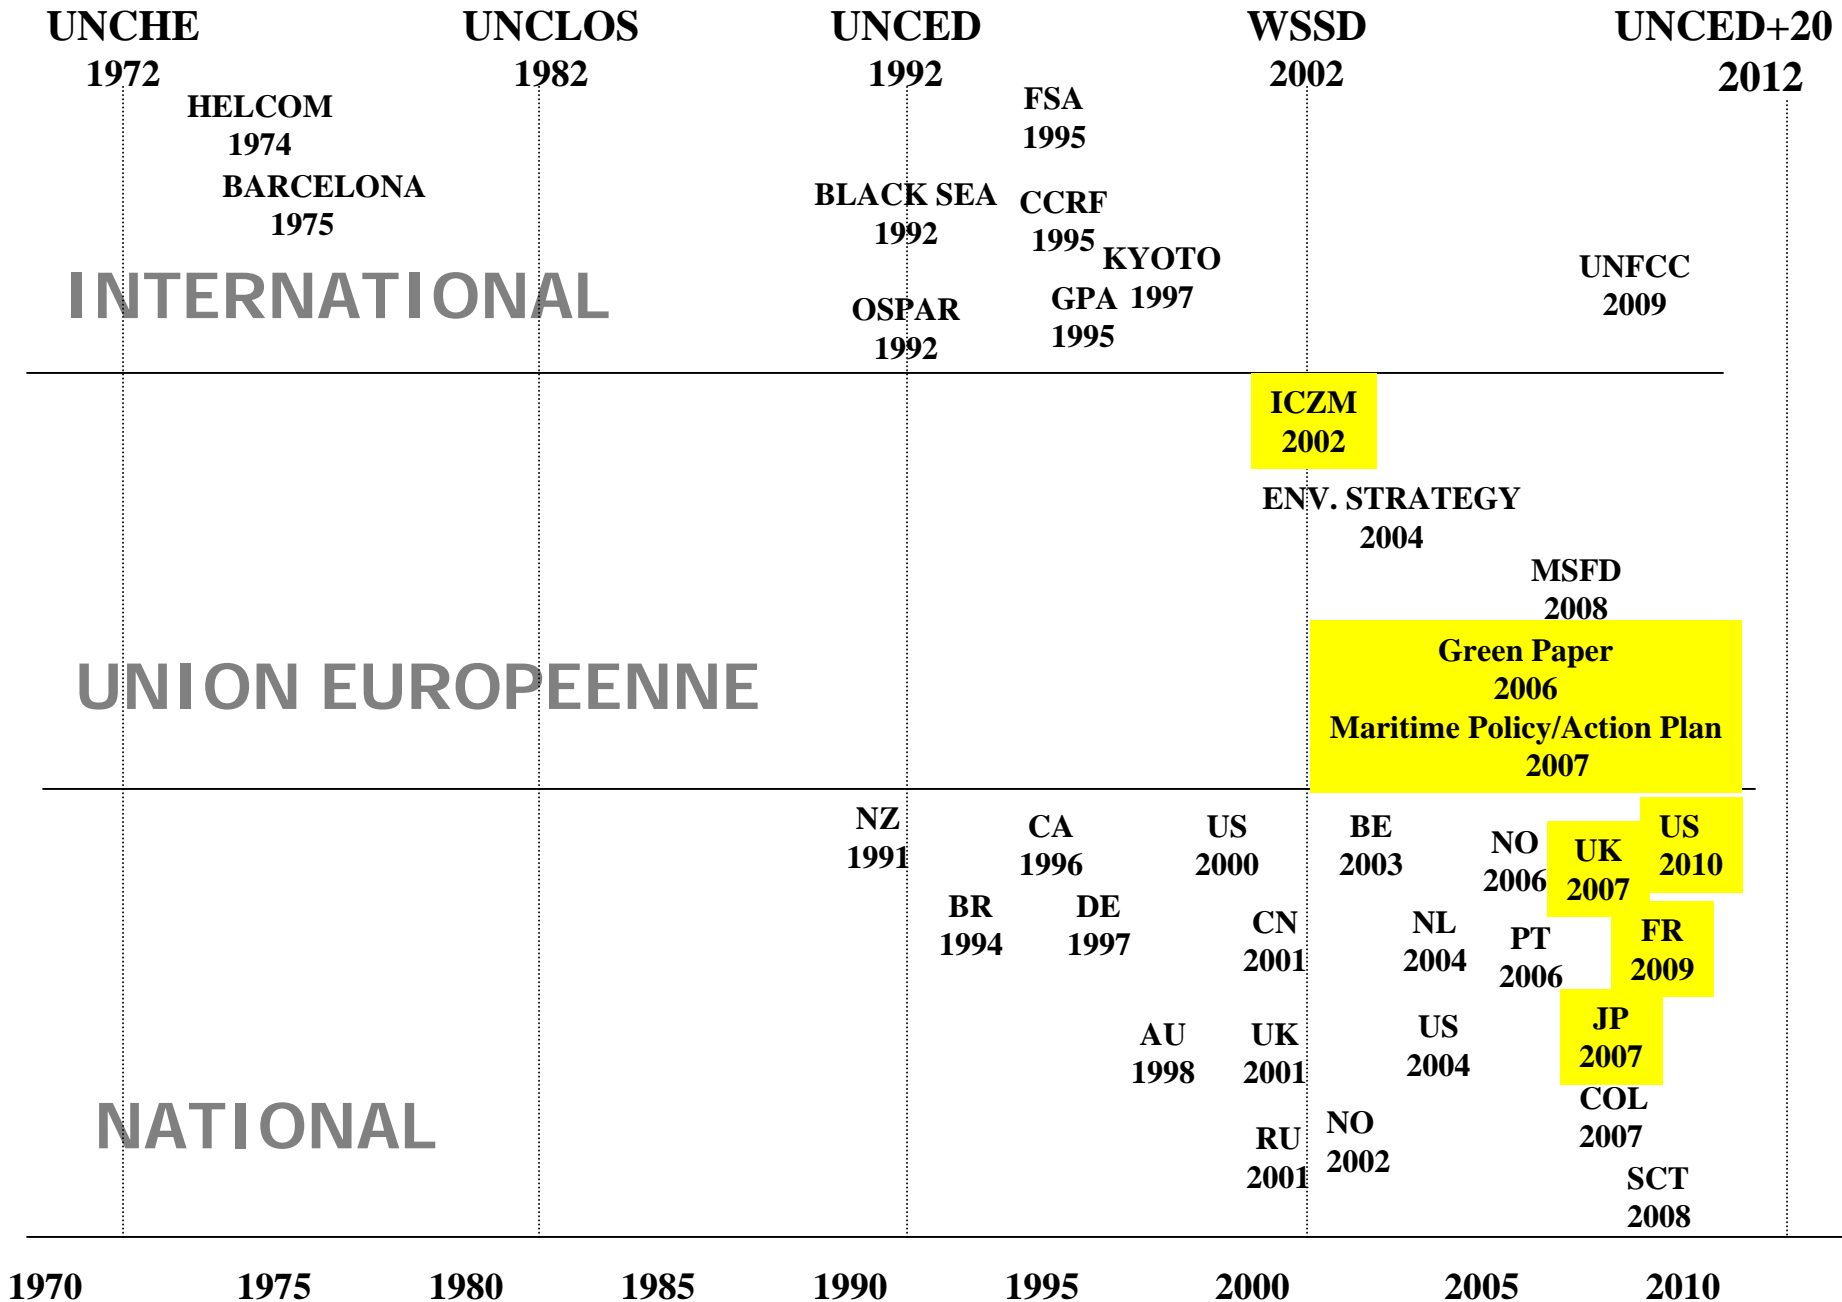 UNCHE
1972
UNCLOS
1982
UNCED
1992
WSSD
2002
UNCED+20
2012
HELCOM
1974
BARCELONA
1975
BLACK SEA
1992
OSPAR
1992
FSA
1995
CCRF
1995
KYOTO
1997
GPA
1995
UNFCC
2009
INTERNATIONAL
ICZM
2002
ENV. STRATEGY
2004
MSFD
2008
Green Paper
2006
Maritime Policy/Action Plan
2007
UNION EUROPEENNE
NZ
1991
CA
1996
US
2000
BE
2003
NO
2006
UK
2007
US
2010
BR
1994
DE
1997
CN
2001
NL
2004
PT
2006
FR
2009
AU
1998
UK
2001
US
2004
JP
2007
RU
2001
NO
2002
COL
2007
SCT
2008
NATIONAL
1970 1975 1980 1985 1990 1995 2000 2005 2010